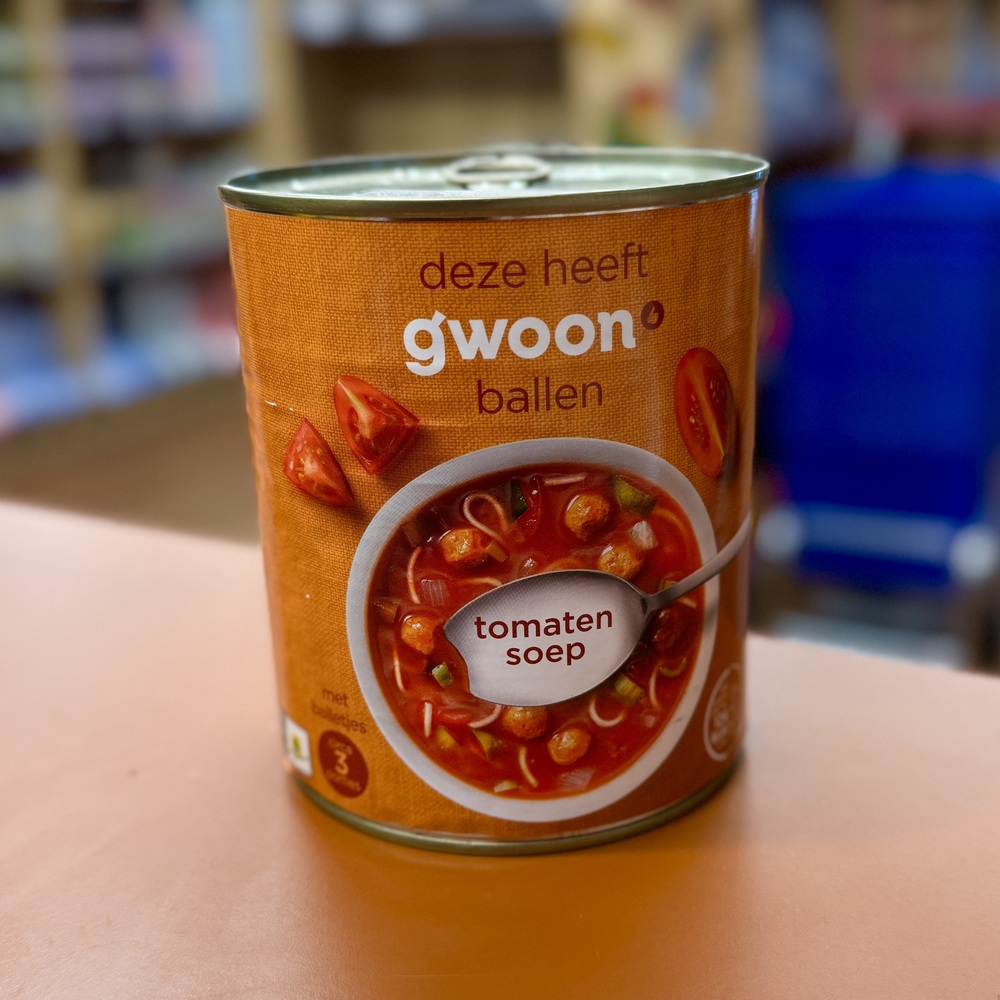 deze heeft
gwoon
ballen
tomaten
soep
met
balletjes
3